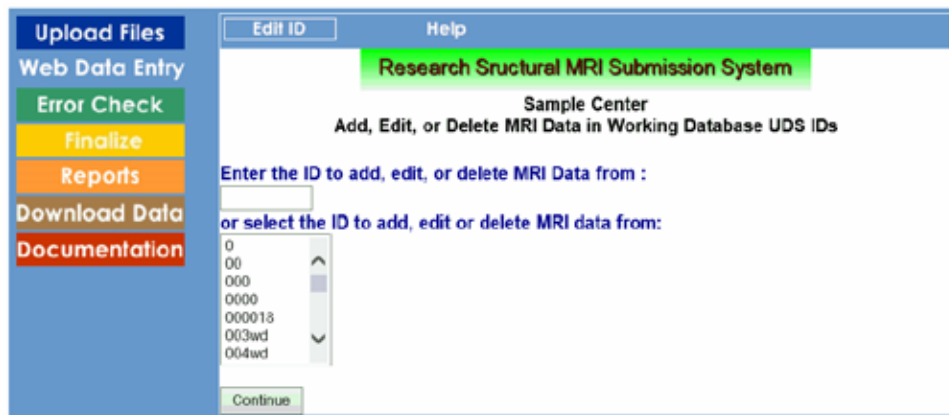 Upload Files
Web Data Entry
Error Check
Finalize
Reports
Download Data
Documentation
Edit ID Help
Research Sructural MRI Submission System
Sample Center
Add, Edit, or Delete MRI Data in Working Database UDS IDs
Enter the ID to add, edit, or delete MRI Data from :
or select the ID to add, edit or delete MRI data from:
0
00
000
0000
000018
003wd
004wd
Continue